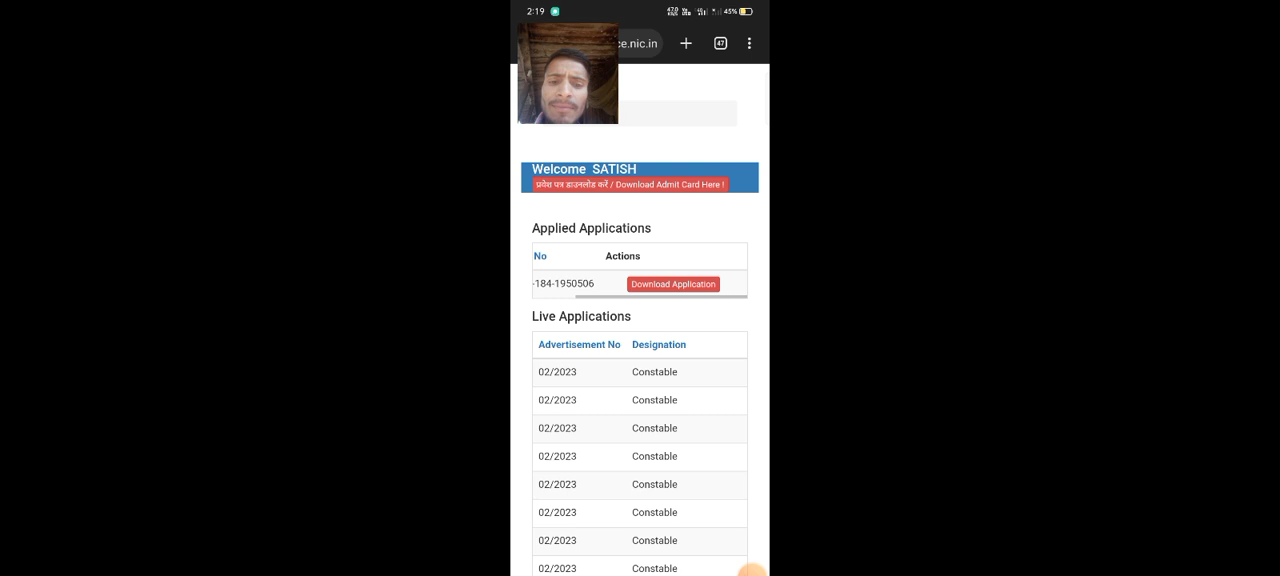 2:19 45%
ce.nic.in 47
Welcome SATISH
प्रवेश पत्र डाउनलोड करें / Download Admit Card Here !
Applied Applications
No Actions
-184-1950506 Download Application
Live Applications
Advertisement No Designation
02/2023 Constable
02/2023 Constable
02/2023 Constable
02/2023 Constable
02/2023 Constable
02/2023 Constable
02/2023 Constable
02/2023 Constable